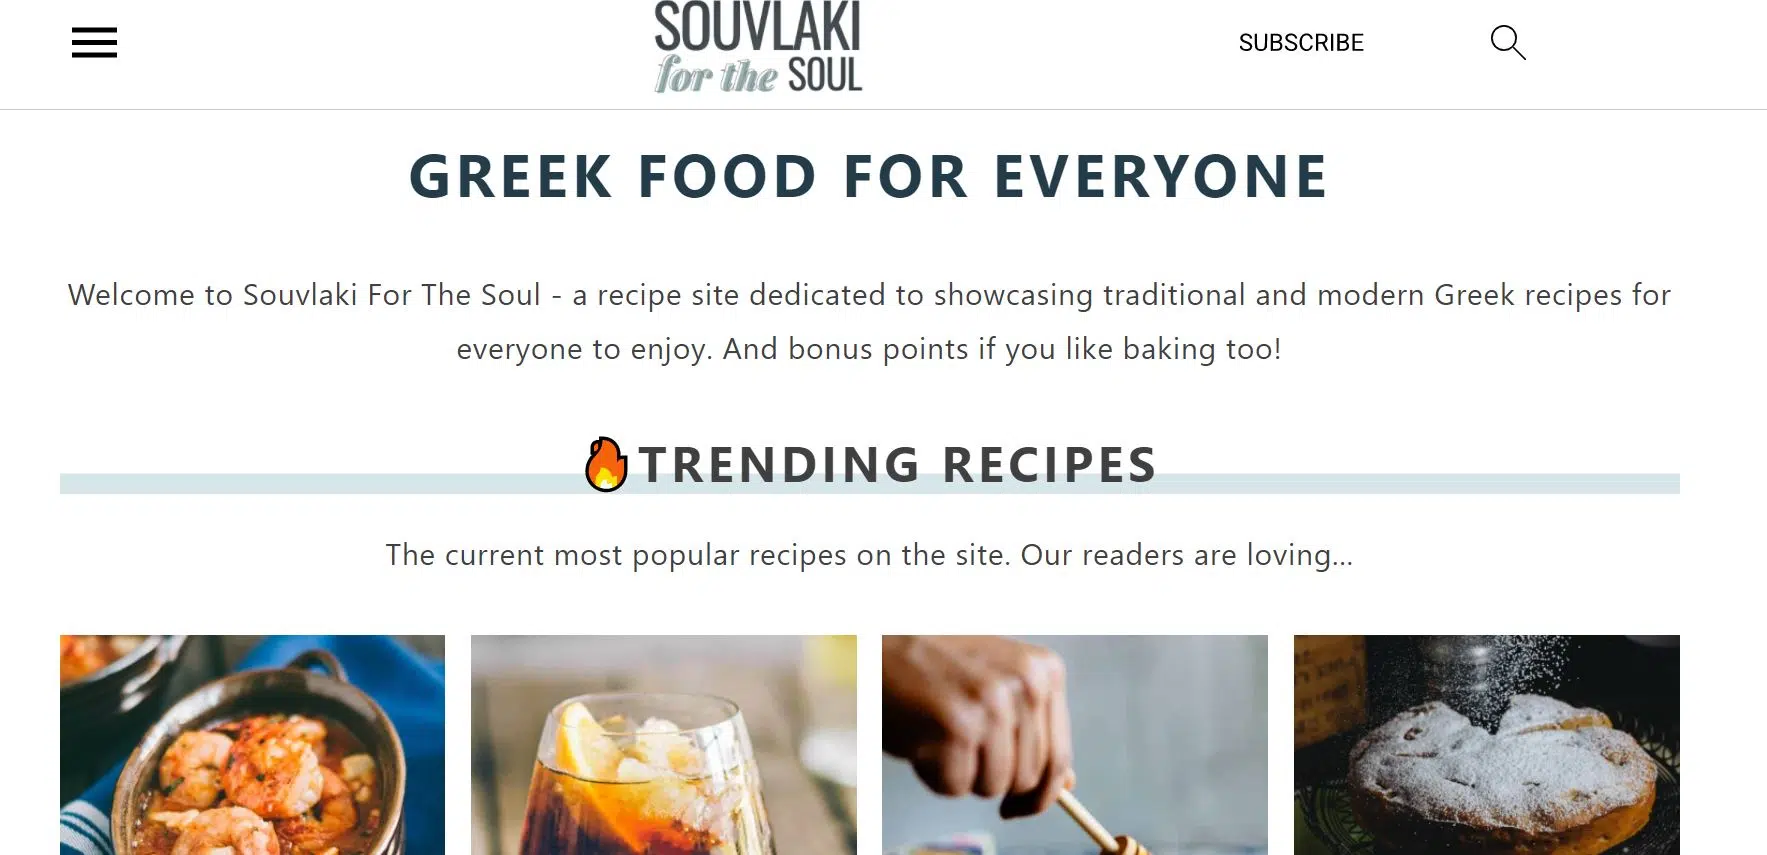 SOUVLAKI
for the SOUL
SUBSCRIBE
GREEK FOOD FOR EVERYONE
Welcome to Souvlaki For The Soul - a recipe site dedicated to showcasing traditional and modern Greek recipes for
everyone to enjoy. And bonus points if you like baking too!
🔥TRENDING RECIPES
The current most popular recipes on the site. Our readers are loving...